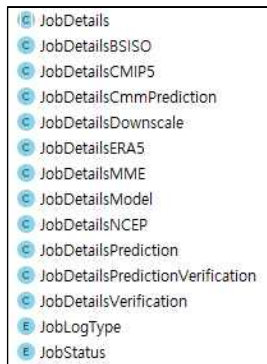 C JobDetails
C JobDetailsBSISO
C JobDetailsCMIP5
C JobDetailsCmmPrediction
C JobDetailsDownscale
C JobDetailsERA5
C JobDetailsMME
C JobDetailsModel
C JobDetailsNCEP
C JobDetailsPrediction
C JobDetailsPredictionVerification
C JobDetailsVerification
E JobLogType
E JobStatus